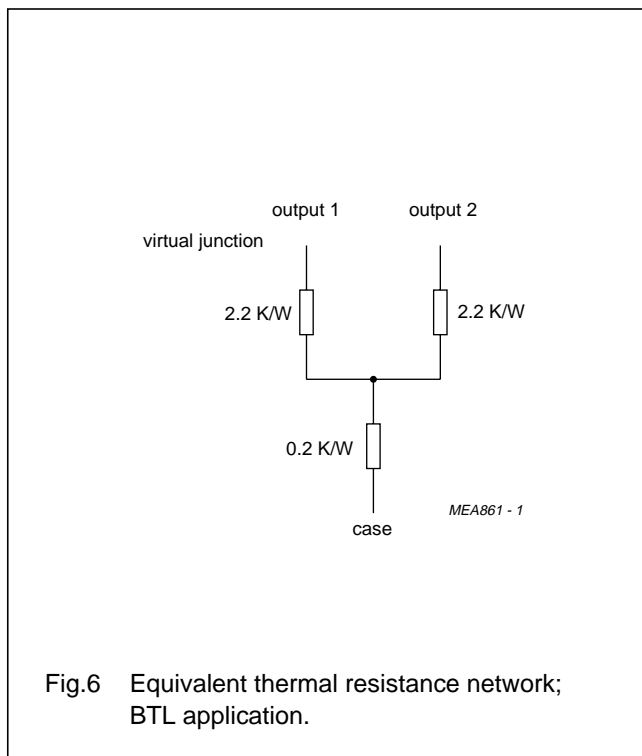 output 1
output 2
virtual junction
2.2 K/W
2.2 K/W
0.2 K/W
MEA861 - 1
case
Fig.6 Equivalent thermal resistance network;
BTL application.